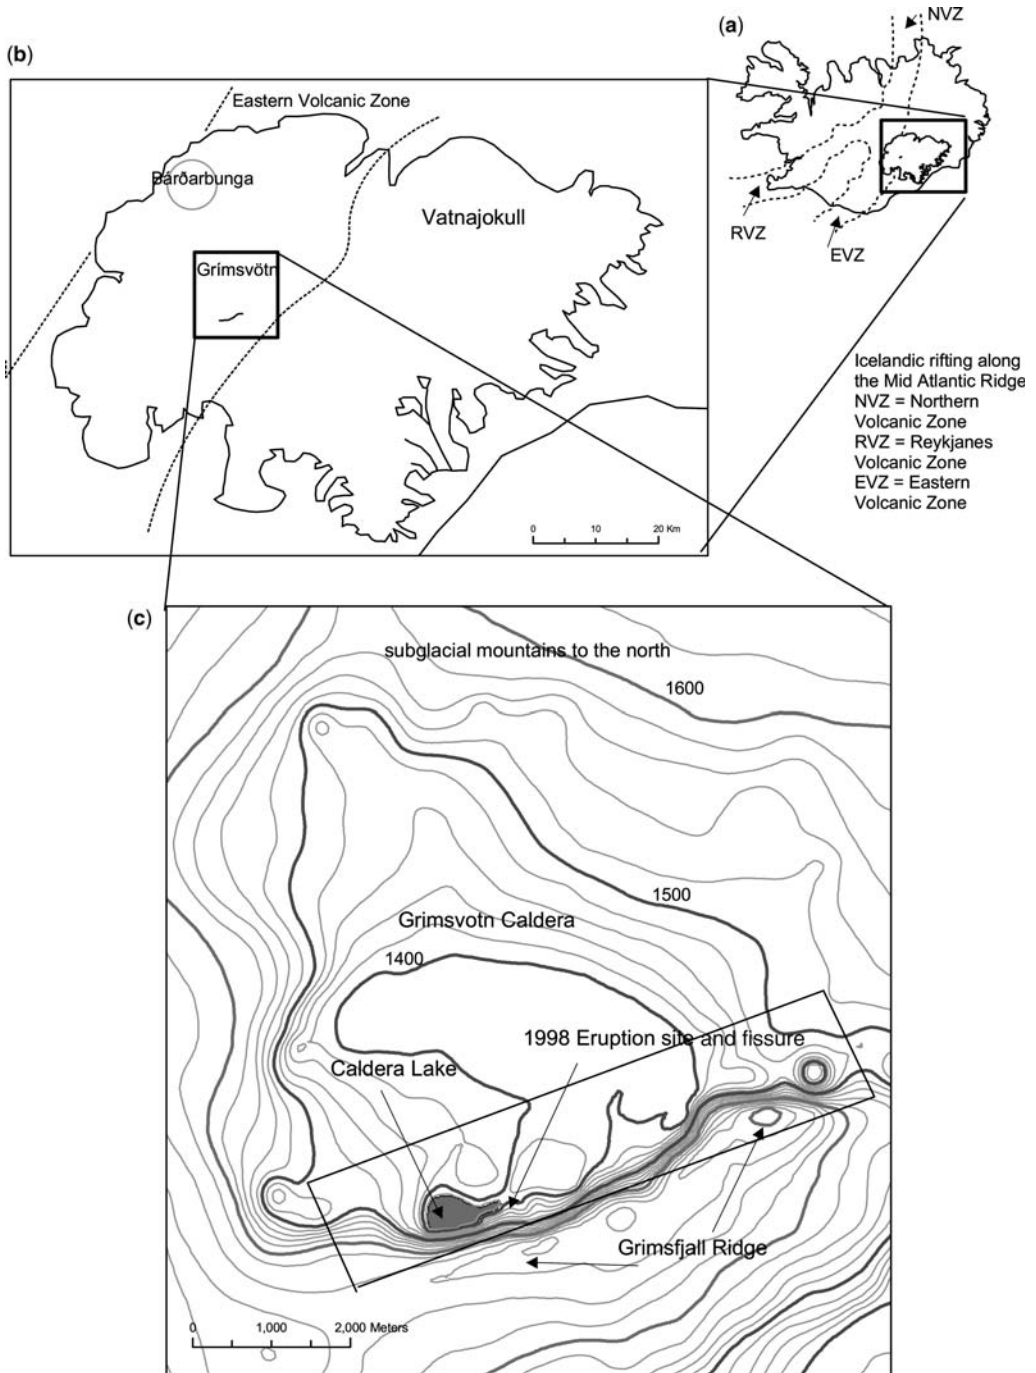 (a)
NVZ
RVZ
EVZ
(b)
Eastern Volcanic Zone
Bárðarbunga
Vatnajokull
Grímsvötn
0 10 20 Km
Icelandic rifting along
the Mid Atlantic Ridge
NVZ = Northern
Volcanic Zone
RVZ = Reykjanes
Volcanic Zone
EVZ = Eastern
Volcanic Zone
(c)
subglacial mountains to the north
1600
1500
Grimsvotn Caldera
1400
1998 Eruption site and fissure
Caldera Lake
Grimsfjall Ridge
0 1,000 2,000 Meters